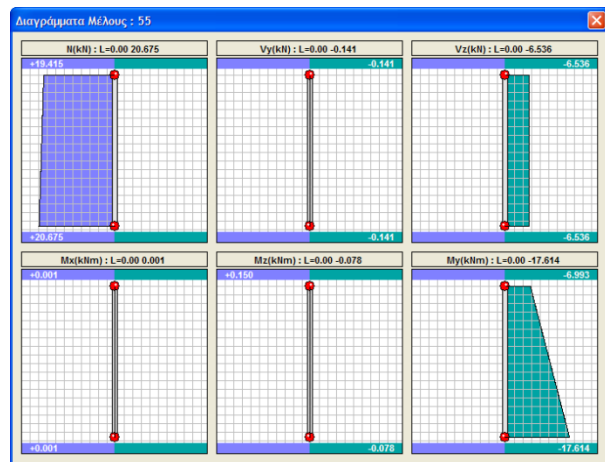 Διαγράμματα Μέλους : 55
N(kN) : L=0.00 20.675
Vy(kN) : L=0.00 -0.141
Vz(kN) : L=0.00 -6.536
+19.415
-0.141
-6.536
+20.675
-0.141
-6.536
Mx(kNm) : L=0.00 0.001
Mz(kNm) : L=0.00 -0.078
My(kNm) : L=0.00 -17.614
+0.001
+0.150
-6.993
+0.001
-0.078
-17.614